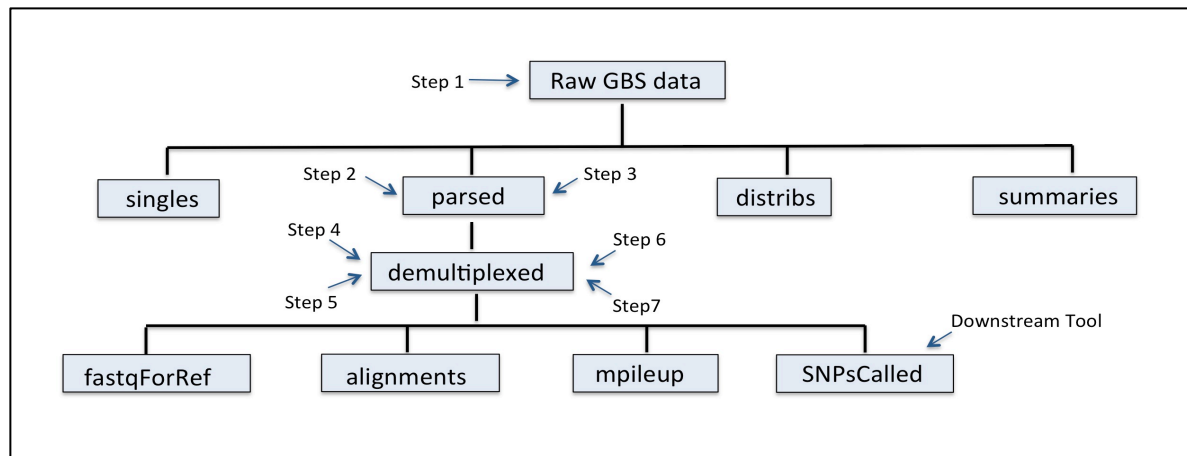 Step 1
Raw GBS data
Step 2
Step 3
singles
parsed
distribs
summaries
Step 4
Step 6
demultiplexed
Step 5
Step7
Downstream Tool
fastqForRef
alignments
mpileup
SNPsCalled